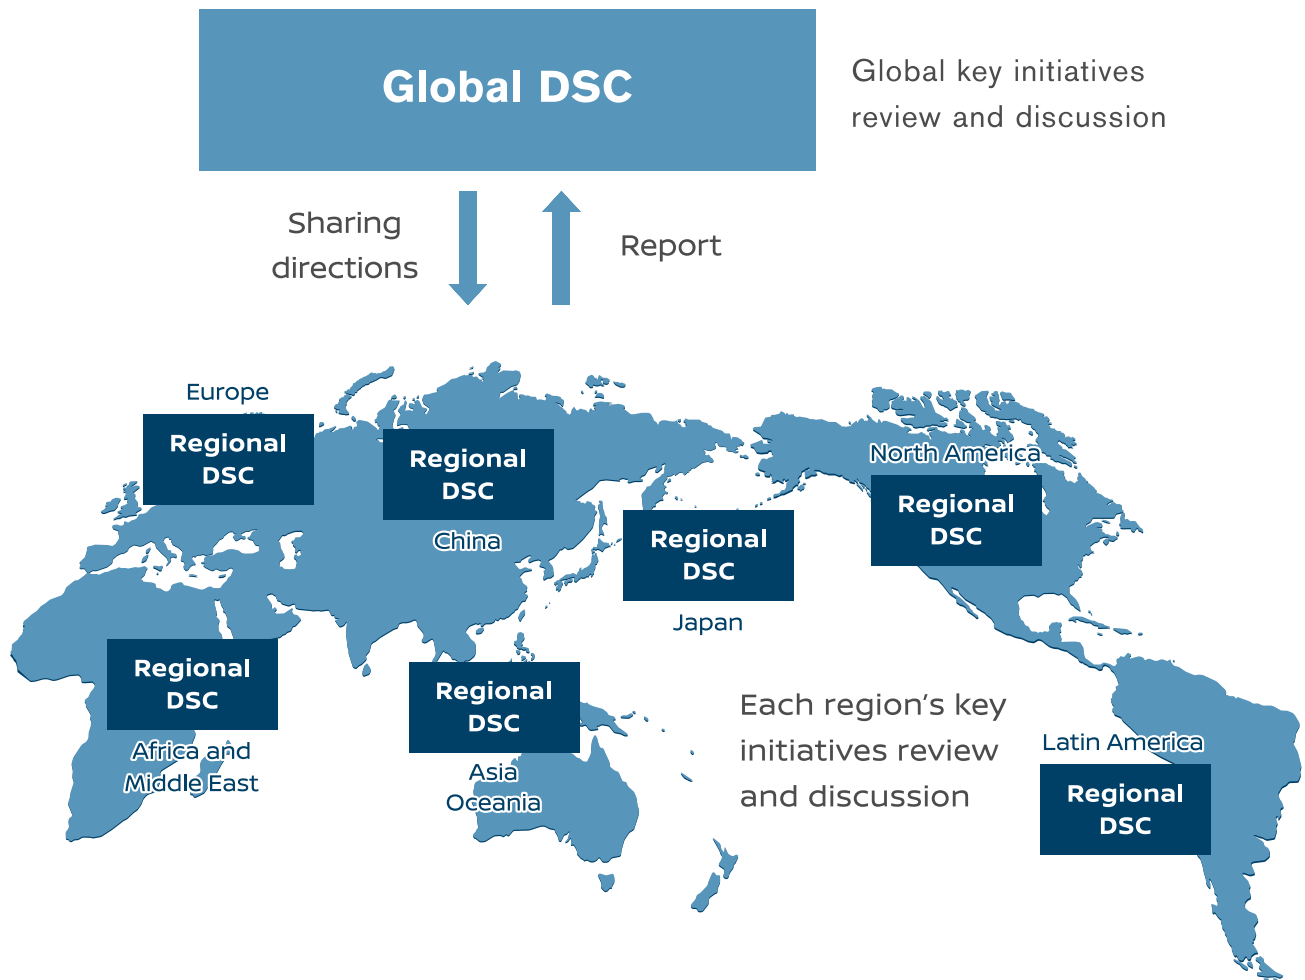 Global DSC
Global key initiatives
review and discussion
Sharing
directions
Report
Europe
Regional
DSC
Regional
DSC
China
North America
Regional
DSC
Regional
DSC
Japan
Regional
DSC
Africa and
Middle East
Regional
DSC
Asia
Oceania
Each region's key
initiatives review
and discussion
Latin America
Regional
DSC